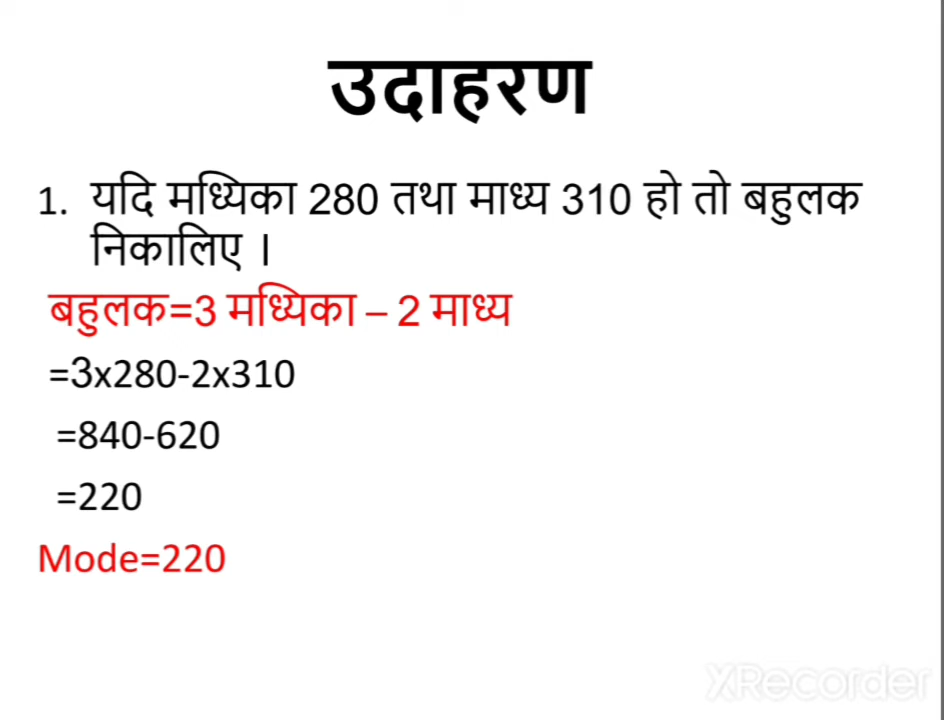 उदाहरण
1. यदि मध्यिका 280 तथा माध्य 310 हो तो बहुलक
निकालिए ।
बहुलक=3 मध्यिका – 2 माध्य
=3x280-2x310
=840-620
=220
Mode=220
XRecorder